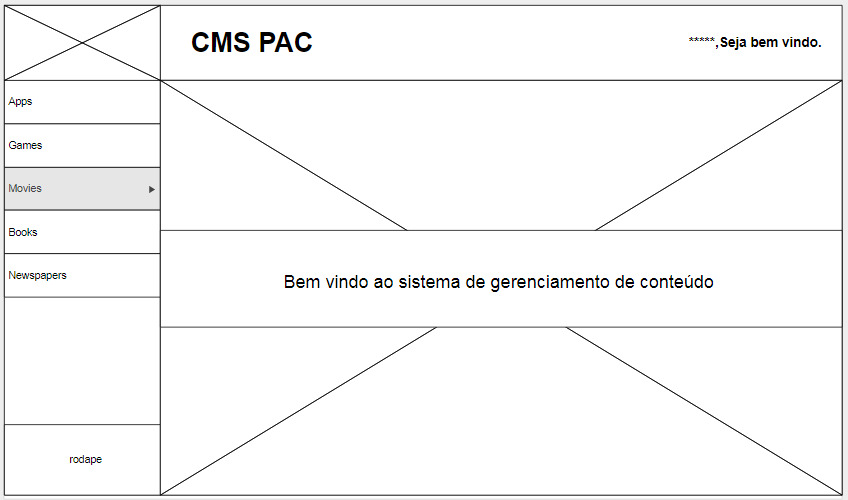 CMS PAC
*****,Seja bem vindo.
Apps
Games
Movies
Books
Newspapers
Bem vindo ao sistema de gerenciamento de conteúdo
rodape